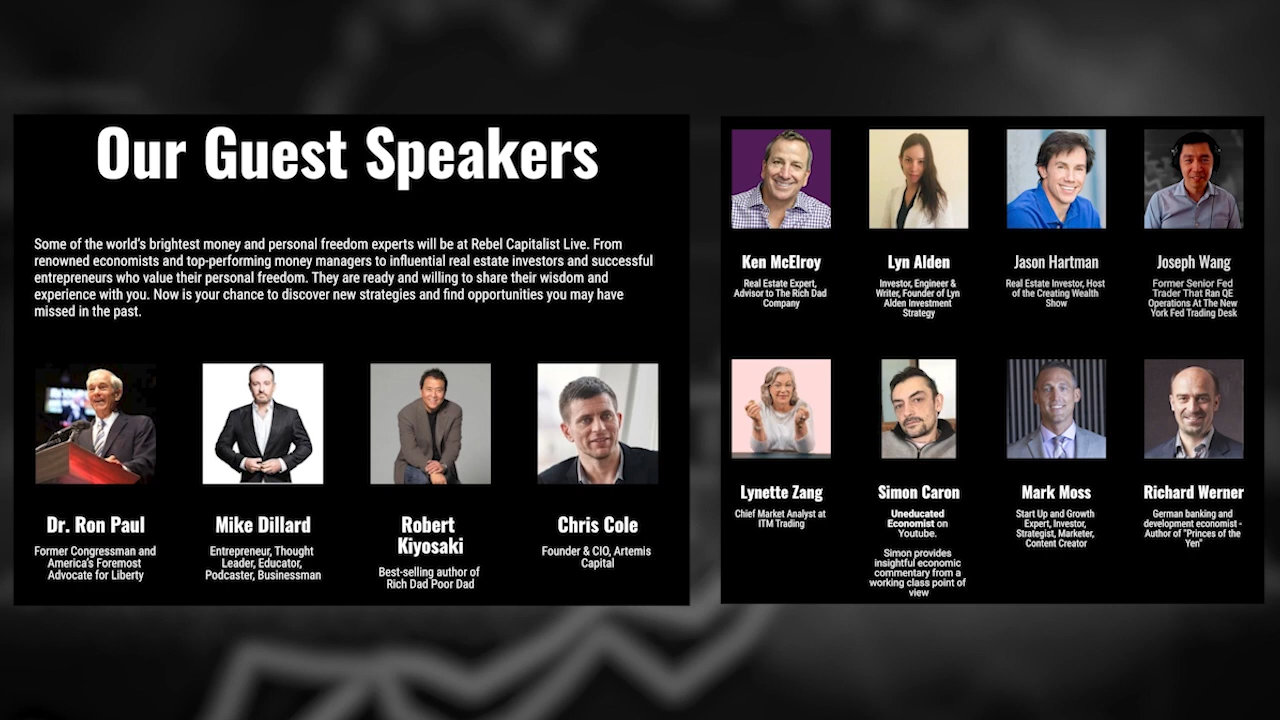 Our Guest Speakers
Some of the world's brightest money and personal freedom experts will be at Rebel Capitalist Live. From
renowned economists and top-performing money managers to influential real estate investors and successful
entrepreneurs who value their personal freedom. They are ready and willing to share their wisdom and
experience with you. Now is your chance to discover new strategies and find opportunities you may have
missed in the past.
Dr. Ron Paul
Former Congressman and
America's Foremost
Advocate for Liberty
Mike Dillard
Entrepreneur, Thought
Leader, Educator,
Podcaster, Businessman
Robert
Kiyosaki
Best-selling author of
Rich Dad Poor Dad
Chris Cole
Founder & CIO, Artemis
Capital
Ken McElroy
Real Estate Expert,
Advisor to The Rich Dad
Company
Lyn Alden
Investor, Engineer &
Writer, Founder of Lyn
Alden Investment
Strategy
Jason Hartman
Real Estate Investor, Host
of the Creating Wealth
Show
Joseph Wang
Former Senior Fed
Trader That Ran QE
Operations At The New
York Fed Trading Desk
Lynette Zang
Chief Market Analyst at
ITM Trading
Simon Caron
Uneducated
Economist on
Youtube.
Simon provides
insightful economic
commentary from a
working class point of
view
Mark Moss
Start Up and Growth
Expert, Investor,
Strategist, Marketer,
Content Creator
Richard Werner
German banking and
development economist -
Author of "Princes of the
Yen"